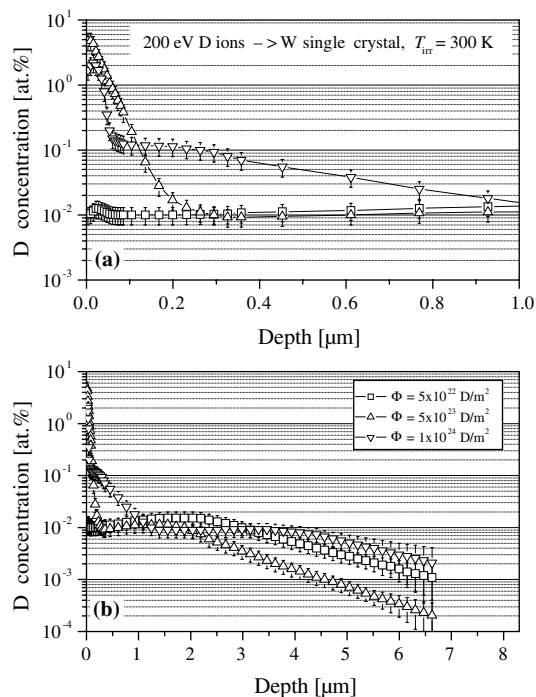 10¹
10⁰
10⁻¹
10⁻²
10⁻³
D concentration [at.%]
200 eV D ions −> W single crystal, T_irr = 300 K
(a)
0.0 0.2 0.4 0.6 0.8 1.0
Depth [µm]
10¹
10⁰
10⁻¹
10⁻²
10⁻³
10⁻⁴
D concentration [at.%]
Φ = 5x10²² D/m²
Φ = 5x10²³ D/m²
Φ = 1x10²⁴ D/m²
(b)
0 1 2 3 4 5 6 7 8
Depth [µm]